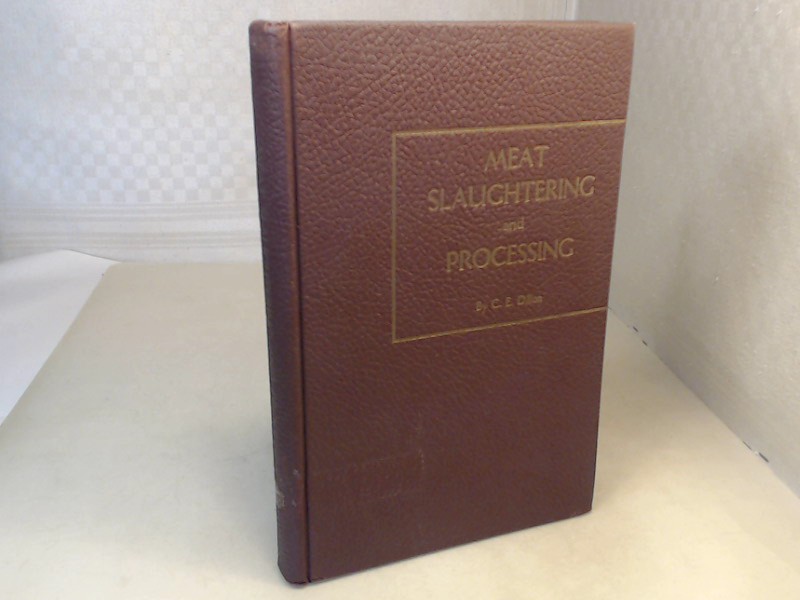 MEAT
SLAUGHTERING
and
PROCESSING
By C. E. Dillon